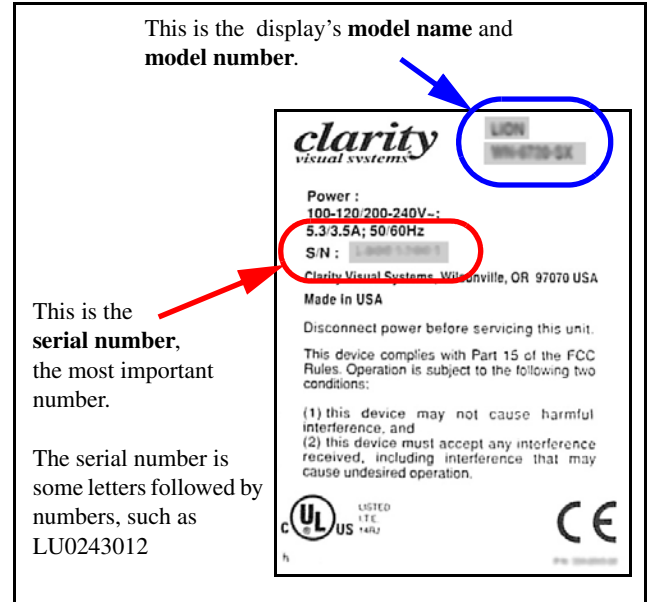 This is the display's model name and
model number.
clarity
visual systems
LION
WN-6720-SX
Power :
100-120/200-240V~;
5.3/3.5A; 50/60Hz
S/N :
Clarity Visual Systems, Wilsonville, OR 97070 USA
Made in USA
Disconnect power before servicing this unit.
This device complies with Part 15 of the FCC
Rules. Operation is subject to the following two
conditions:
(1) this device may not cause harmful
interference, and
(2) this device must accept any interference
received, including interference that may
cause undesired operation.
This is the
serial number,
the most important
number.
The serial number is
some letters followed by
numbers, such as
LU0243012
C UL ® US
LISTED
I.T.E.
14RJ
CE
h